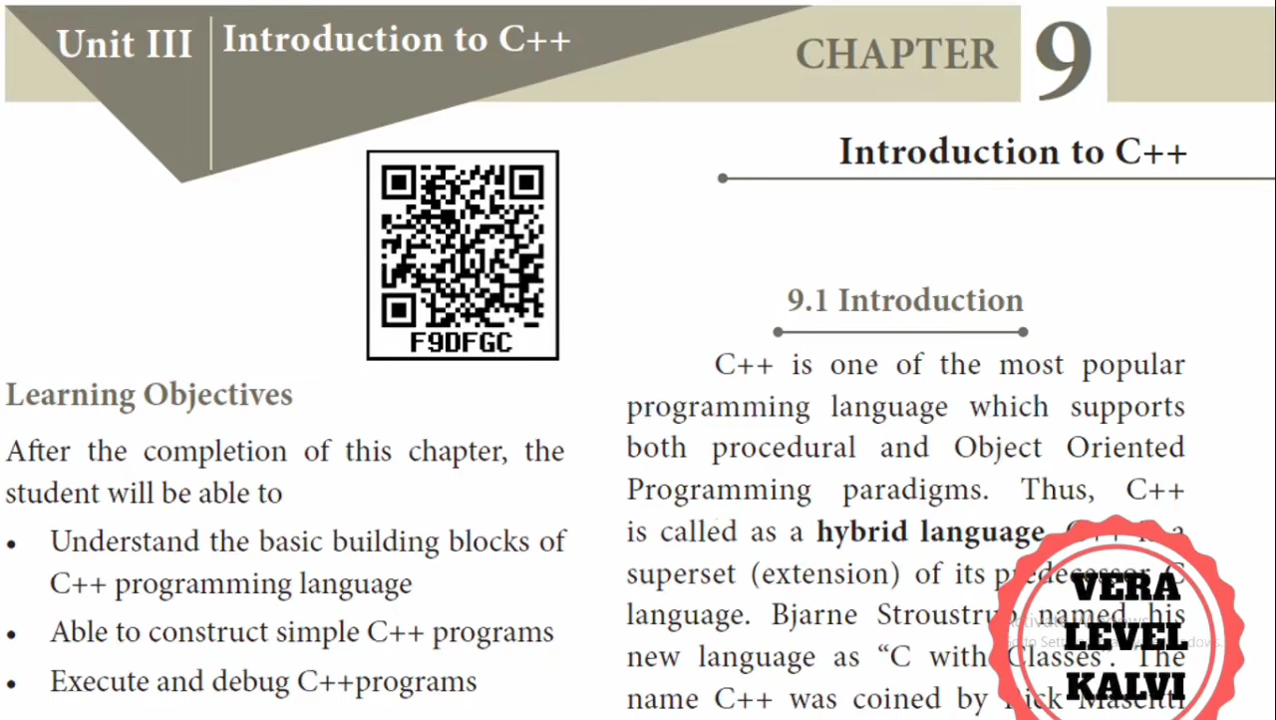 Unit III
Introduction to C++
CHAPTER 9
Introduction to C++
F9DFGC
Learning Objectives
After the completion of this chapter, the
student will be able to
• Understand the basic building blocks of
C++ programming language
• Able to construct simple C++ programs
• Execute and debug C++programs
9.1 Introduction
C++ is one of the most popular
programming language which supports
both procedural and Object Oriented
Programming paradigms. Thus, C++
is called as a hybrid language. C++ is a
superset (extension) of its predecessor C
language. Bjarne Stroustrup named his
new language as “C with Classes”. The
name C++ was coined by Rick Mascitti
VERA
LEVEL
KALVI